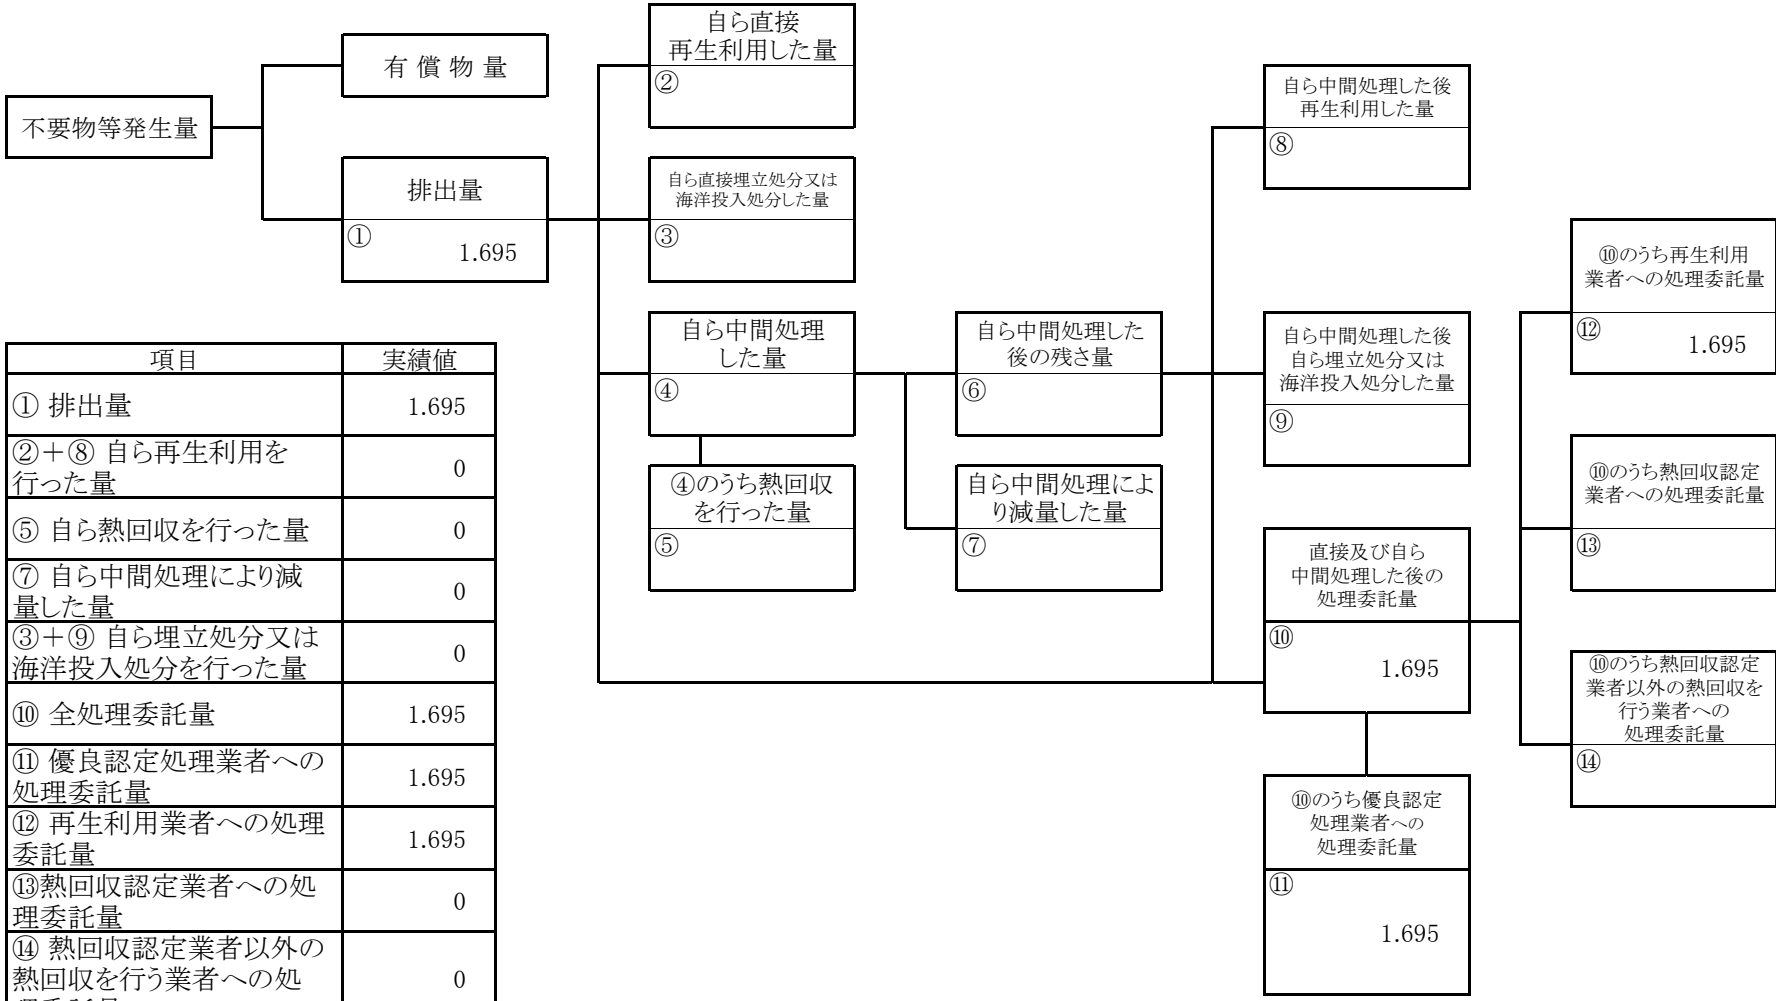 自ら直接
再生利用した量
②
有 償 物 量
自ら中間処理した後
再生利用した量
⑧
不要物等発生量
排出量
①
1.695
自ら直接埋立処分又は
海洋投入処分した量
③
⑩のうち再生利用
業者への処理委託量
⑫
1.695
自ら中間処理
した量
④
自ら中間処理した
後の残さ量
⑥
自ら中間処理した後
自ら埋立処分又は
海洋投入処分した量
⑨
④のうち熱回収
を行った量
⑤
自ら中間処理によ
り減量した量
⑦
⑩のうち熱回収認定
業者への処理委託量
⑬
直接及び自ら
中間処理した後の
処理委託量
⑩
1.695
⑩のうち熱回収認定
業者以外の熱回収を
行う業者への
処理委託量
⑭
⑩のうち優良認定
処理業者への
処理委託量
⑪
1.695
項目 実績値
① 排出量 1.695
②＋⑧ 自ら再生利用を
行った量 0
⑤ 自ら熱回収を行った量 0
⑦ 自ら中間処理により減
量した量 0
③＋⑨ 自ら埋立処分又は
海洋投入処分を行った量 0
⑩ 全処理委託量 1.695
⑪ 優良認定処理業者への
処理委託量 1.695
⑫ 再生利用業者への処理
委託量 1.695
⑬熱回収認定業者への処
理委託量 0
⑭ 熱回収認定業者以外の
熱回収を行う業者への処 0